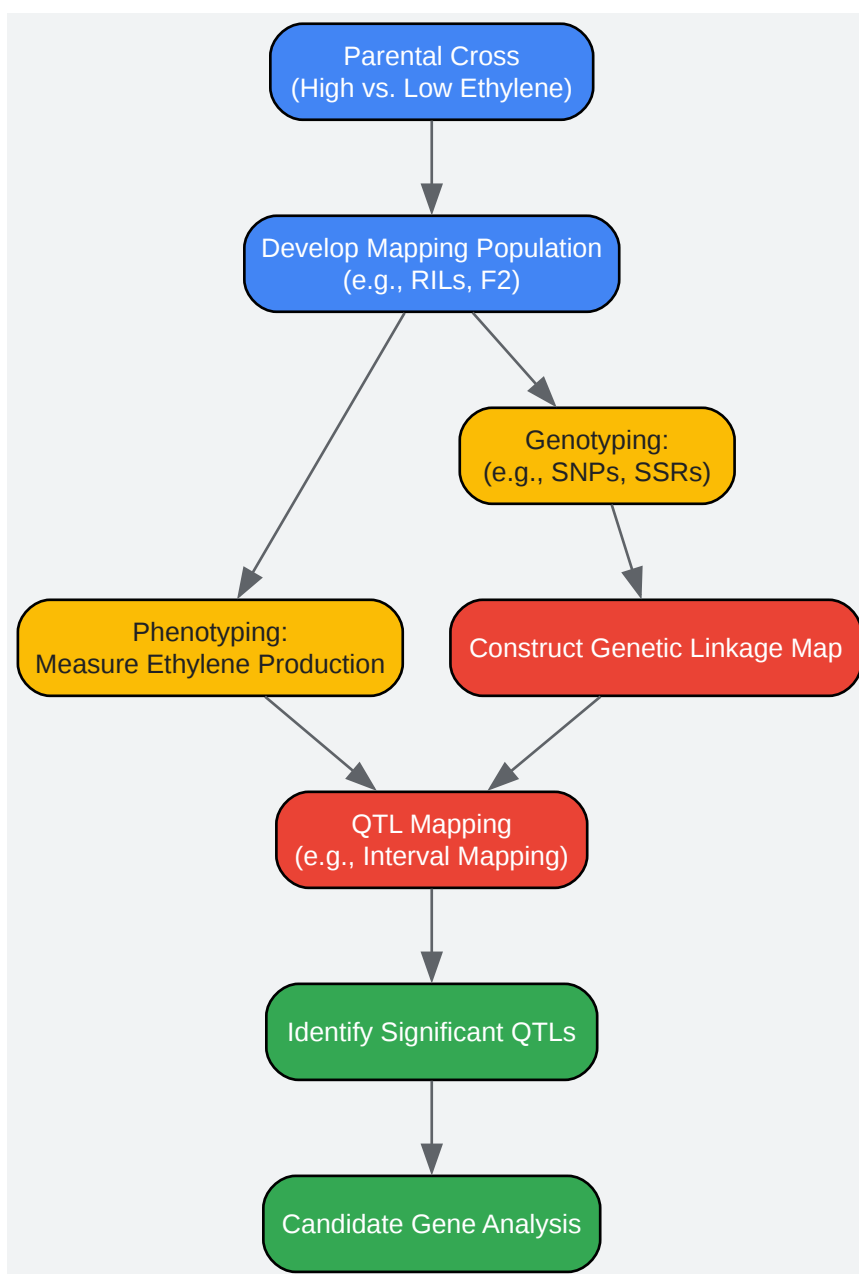 Parental Cross
(High vs. Low Ethylene)
Develop Mapping Population
(e.g., RILs, F2)
Genotyping:
(e.g., SNPs, SSRs)
Phenotyping:
Measure Ethylene Production
Construct Genetic Linkage Map
QTL Mapping
(e.g., Interval Mapping)
Identify Significant QTLs
Candidate Gene Analysis